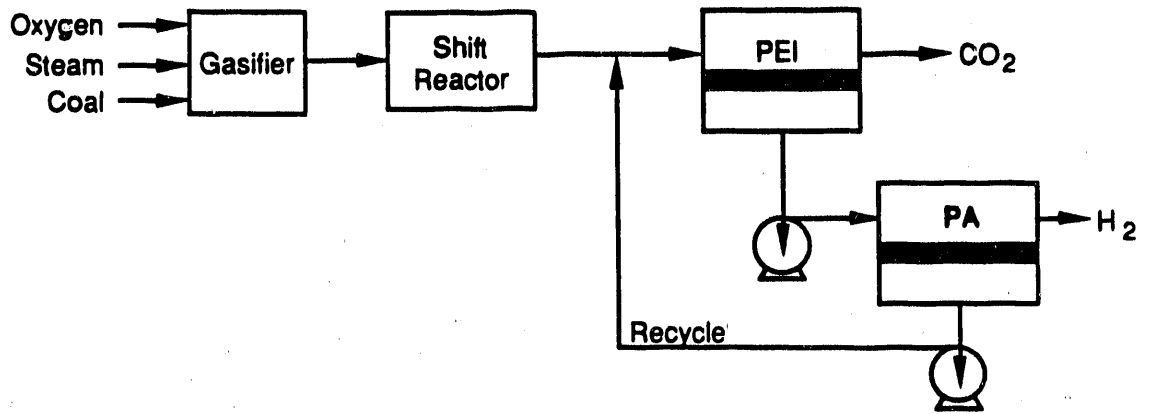 Oxygen
Steam
Coal
Gasifier
Shift
Reactor
PEI
CO2
PA
H2
Recycle